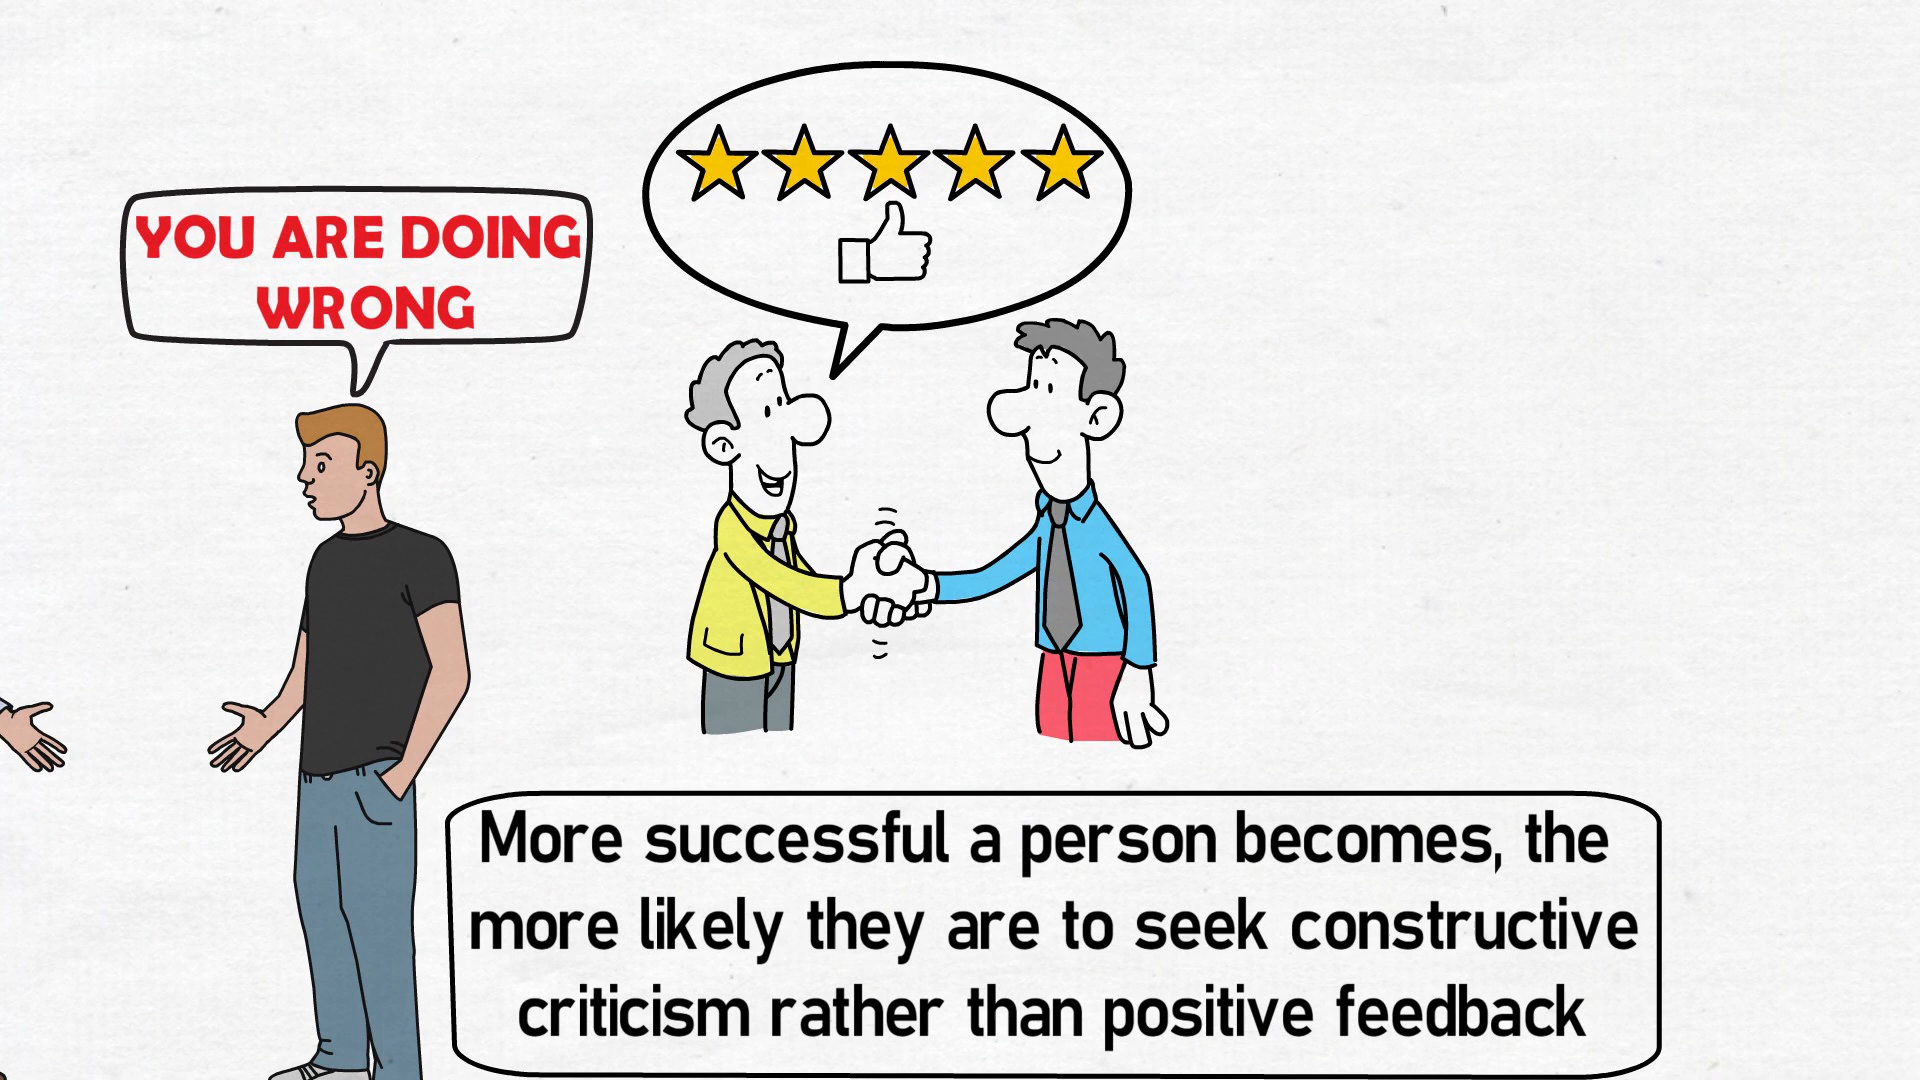 YOU ARE DOING
WRONG
More successful a person becomes, the
more likely they are to seek constructive
criticism rather than positive feedback